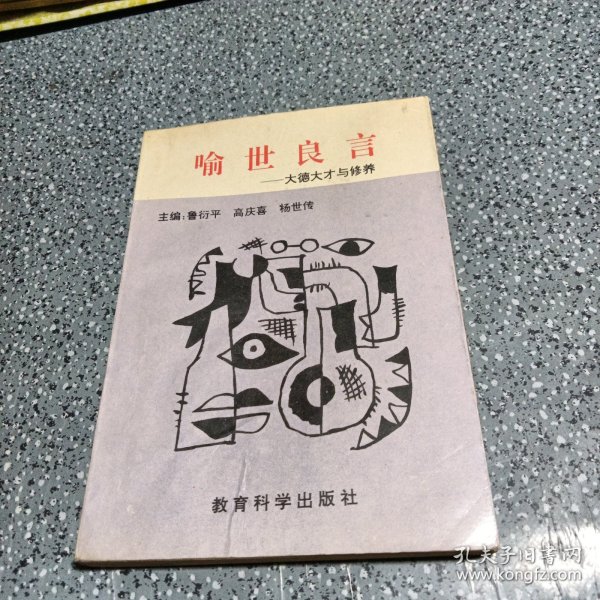 喻世良言
——大德大才与修养
主编：鲁衍平 高庆喜 杨世传
教育科学出版社
孔夫子旧书网
www.kongfz.com